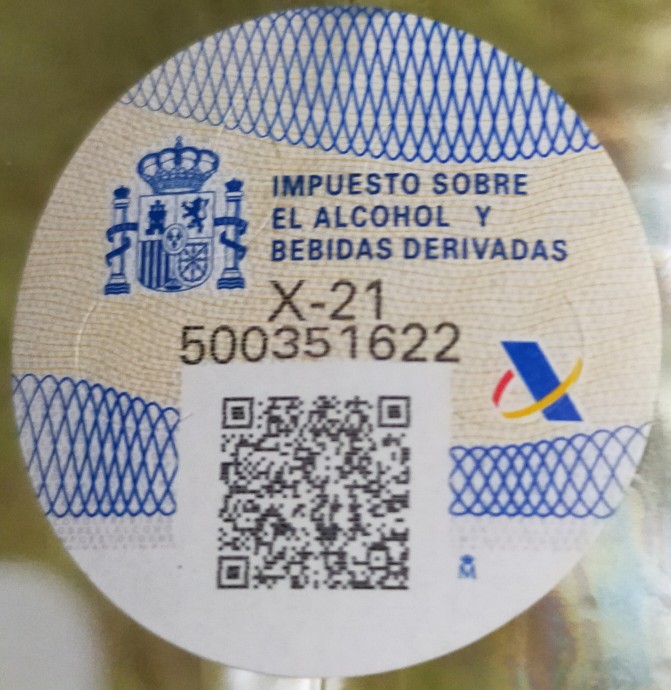 IMPUESTO SOBRE
EL ALCOHOL Y
BEBIDAS DERIVADAS
X-21
500351622
M